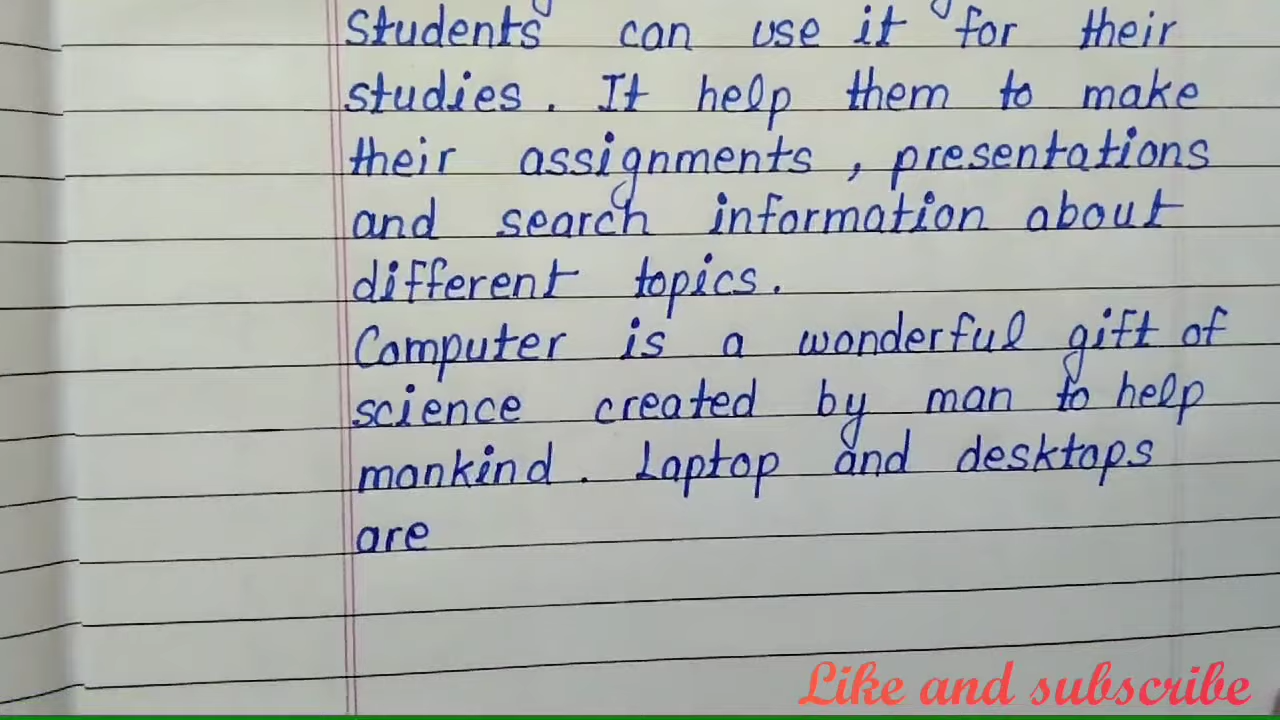 Students can use it for their
studies. It help them to make
their assignments, presentations
and search information about
different topics.
Computer is a wonderful gift of
science created by man to help
mankind. Laptop and desktops
are
Like and subscribe